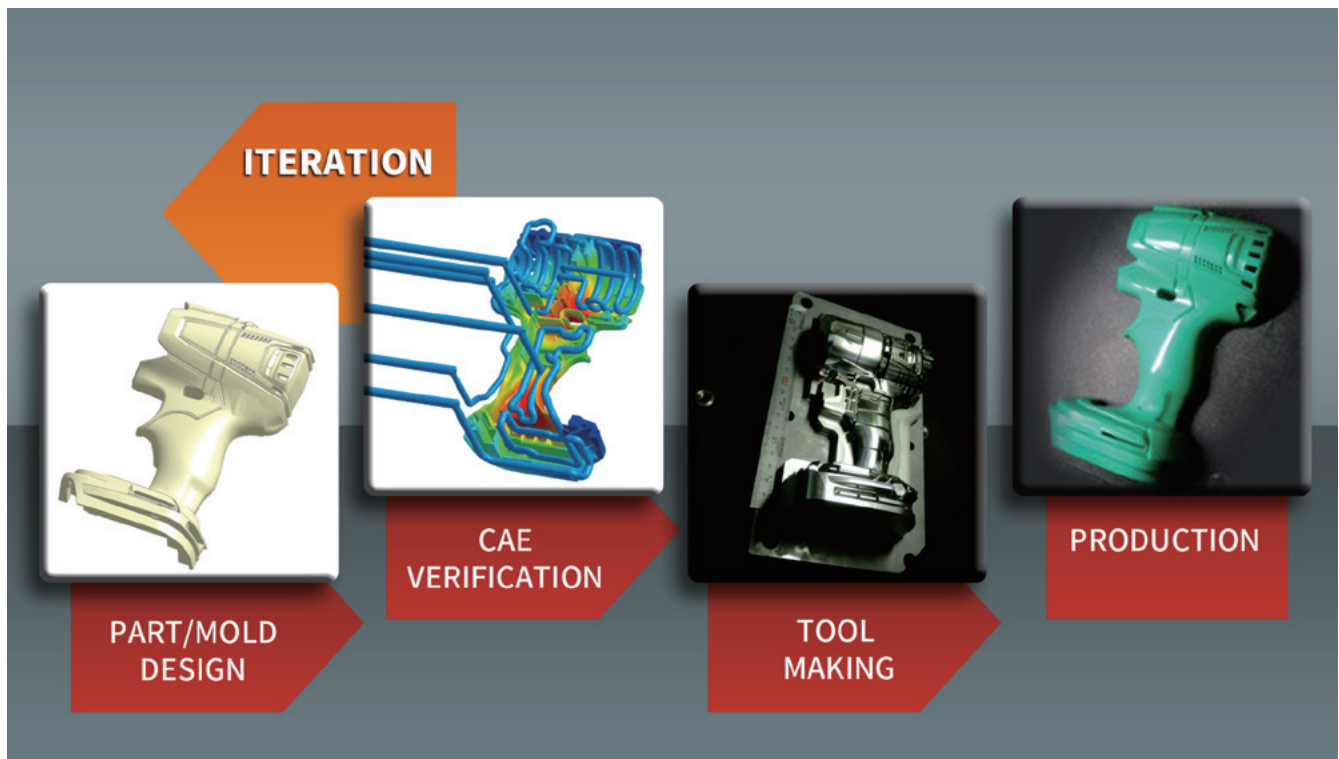 ITERATION
PART/MOLD
DESIGN
CAE
VERIFICATION
TOOL
MAKING
PRODUCTION